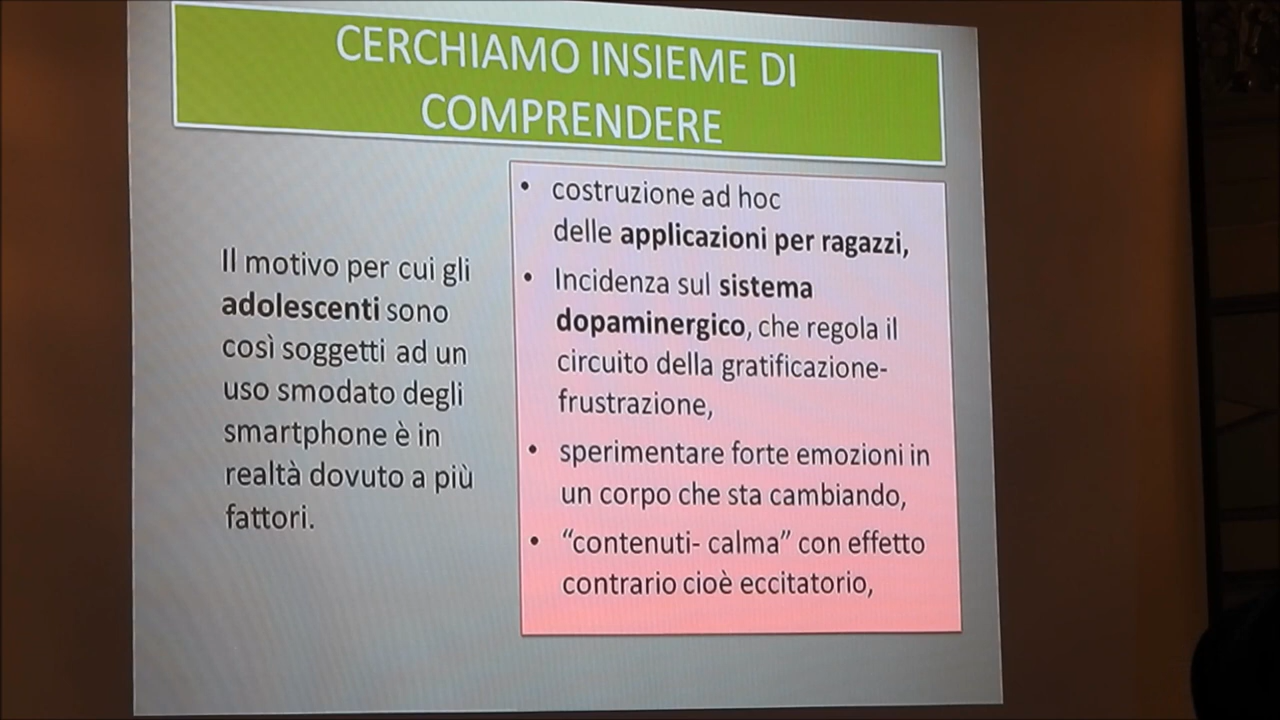 CERCHIAMO INSIEME DI
COMPRENDERE
Il motivo per cui gli
adolescenti sono
così soggetti ad un
uso smodato degli
smartphone è in
realtà dovuto a più
fattori.
• costruzione ad hoc
delle applicazioni per ragazzi,
• Incidenza sul sistema
dopaminergico, che regola il
circuito della gratificazione-
frustrazione,
• sperimentare forte emozioni in
un corpo che sta cambiando,
• “contenuti- calma” con effetto
contrario cioè eccitatorio,